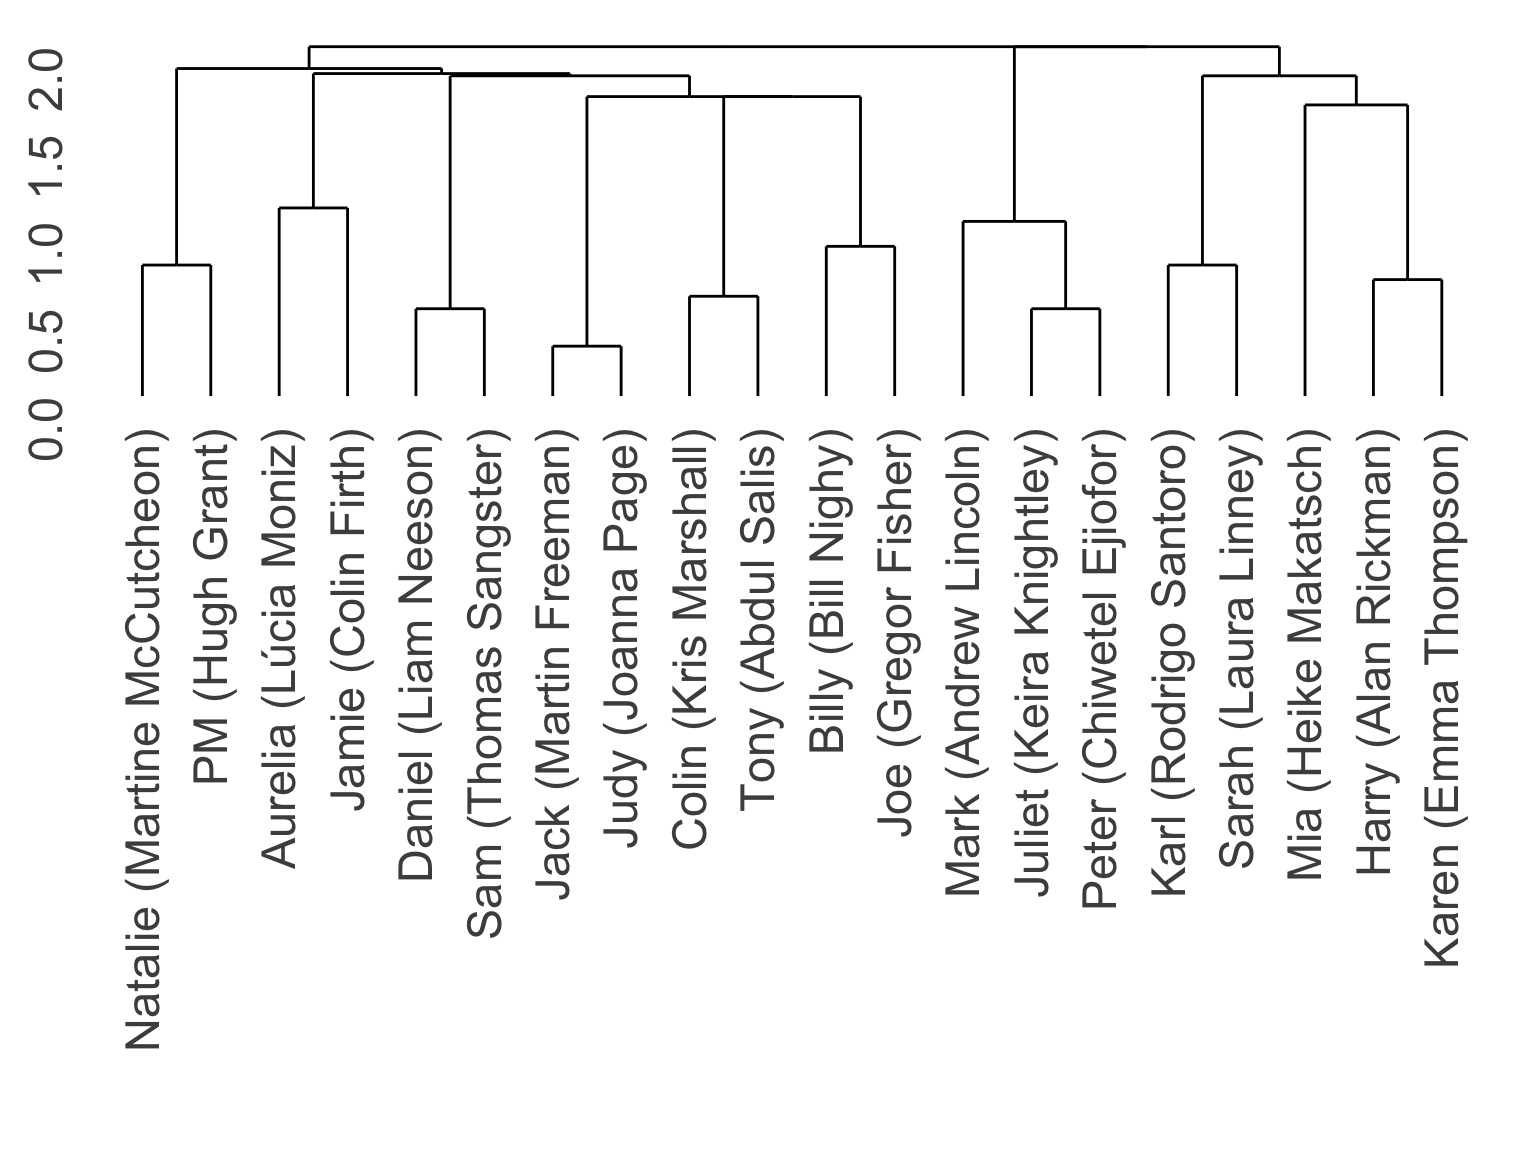 0.0 0.5 1.0 1.5 2.0
Natalie (Martine McCutcheon)
PM (Hugh Grant)
Aurelia (Lúcia Moniz)
Jamie (Colin Firth)
Daniel (Liam Neeson)
Sam (Thomas Sangster)
Jack (Martin Freeman)
Judy (Joanna Page)
Colin (Kris Marshall)
Tony (Abdul Salis)
Billy (Bill Nighy)
Joe (Gregor Fisher)
Mark (Andrew Lincoln)
Juliet (Keira Knightley)
Peter (Chiwetel Ejiofor)
Karl (Rodrigo Santoro)
Sarah (Laura Linney)
Mia (Heike Makatsch)
Harry (Alan Rickman)
Karen (Emma Thompson)